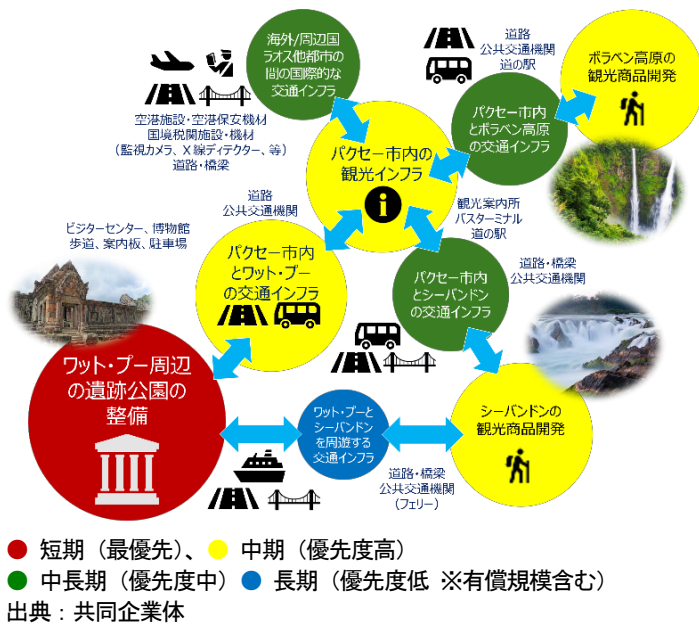 海外/周辺国
ラオス他都市の
間の国際的な
交通インフラ
空港施設・空港保安機材
国境税関施設・機材
（監視カメラ、X線ディテクター、等）
道路・橋梁
道路
公共交通機関
道の駅
ボラベン高原の
観光商品開発
パクセー市内
とボラベン高原
の交通インフラ
パクセー市内の
観光インフラ
観光案内所
バスターミナル
道の駅
道路
公共交通機関
パクセー市内
とワット・プー
の交通インフラ
ビジターセンター、博物館
歩道、案内板、駐車場
パクセー市内
とシーパンドン
の交通インフラ
道路・橋梁
公共交通機関
ワット・プー周辺
の遺跡公園の
整備
ワット・プーと
シーパンドン
を周遊する
交通インフラ
シーパンドンの
観光商品開発
道路・橋梁
公共交通機関
（フェリー）
● 短期（最優先）、● 中期（優先度高）
● 中長期（優先度中）● 長期（優先度低 ※有償規模含む）
出典：共同企業体